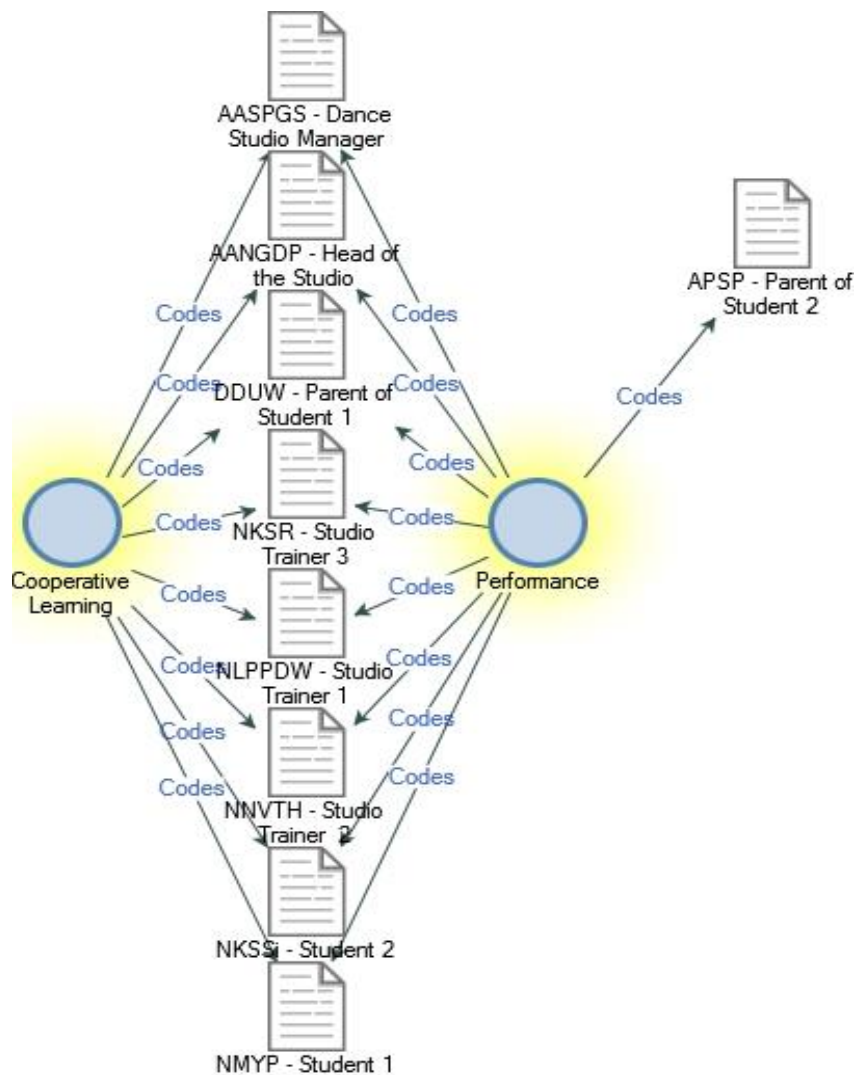 AASPGS - Dance
Studio Manager
AANGDP - Head of
the Studio
APSP - Parent of
Student 2
Codes
Codes
DDUW - Parent of
Student 1
Codes
Codes
Codes
Codes
Codes
Codes
NKSR - Studio
Trainer 3
Codes
Cooperative
Learning
Performance
Codes
Codes
NLPPDW - Studio
Trainer 1
Codes
Codes
Codes
Codes
Codes
Codes
NNVTH - Studio
Trainer 2
NKSSi - Student 2
NMYP - Student 1